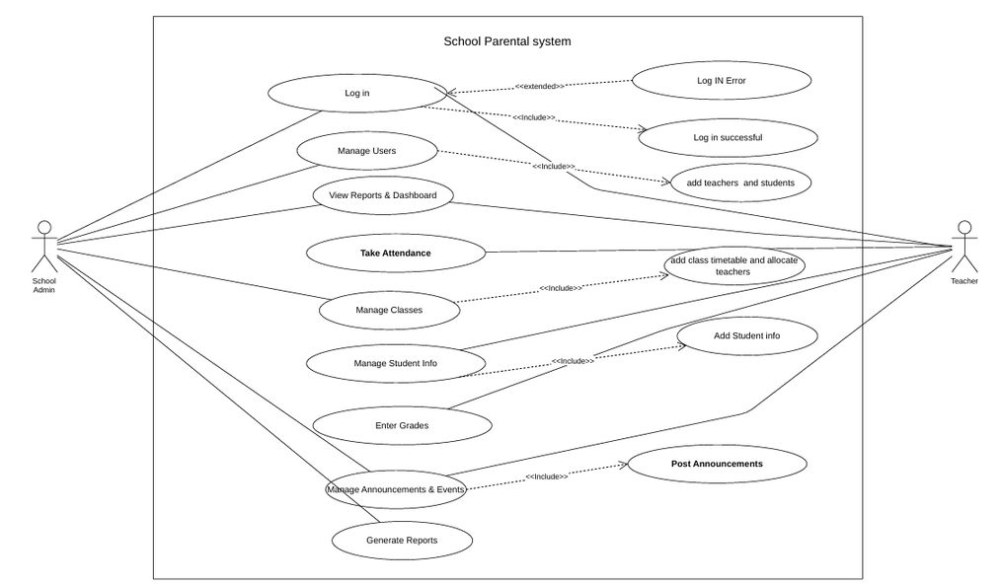 School Parental system
Log in
<<extended>>
Log IN Error
<<Include>>
Log in successful
Manage Users
<<Include>>
add teachers  and students
View Reports & Dashboard
Take Attendance
add class timetable and allocate
teachers
School
Admin
Teacher
<<Include>>
Manage Classes
Add Student info
Manage Student Info
<<Include>>
Enter Grades
Post Announcements
<<Include>>
Manage Announcements & Events
Generate Reports